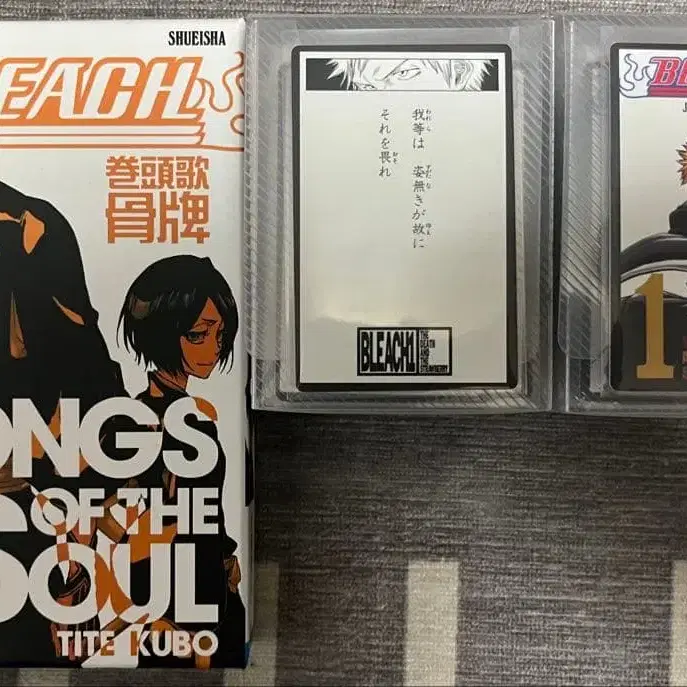 SHUEISHA
BLEACH
巻頭歌
骨牌
SONGS
OF THE
SOUL
TITE KUBO
我等は 姿無きが故に
それを畏れ
BLEACH1
THE DEATH
AND
THE
STRAWBERRY
B
J
1